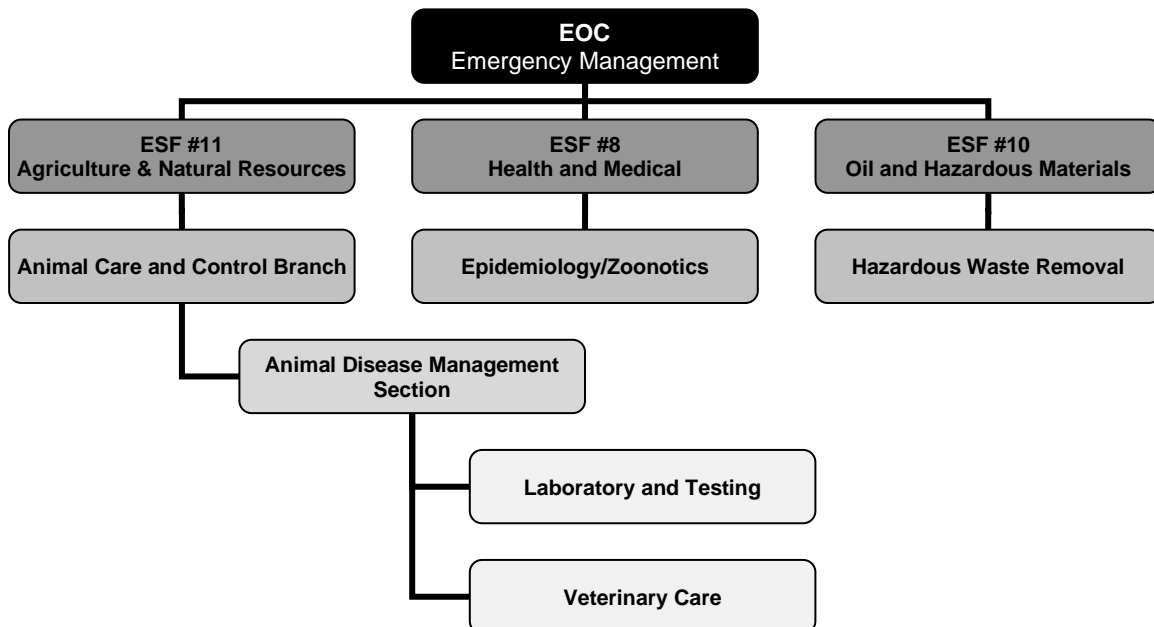 EOC
Emergency Management
ESF #11
Agriculture & Natural Resources
ESF #8
Health and Medical
ESF #10
Oil and Hazardous Materials
Animal Care and Control Branch
Epidemiology/Zoonotics
Hazardous Waste Removal
Animal Disease Management
Section
Laboratory and Testing
Veterinary Care